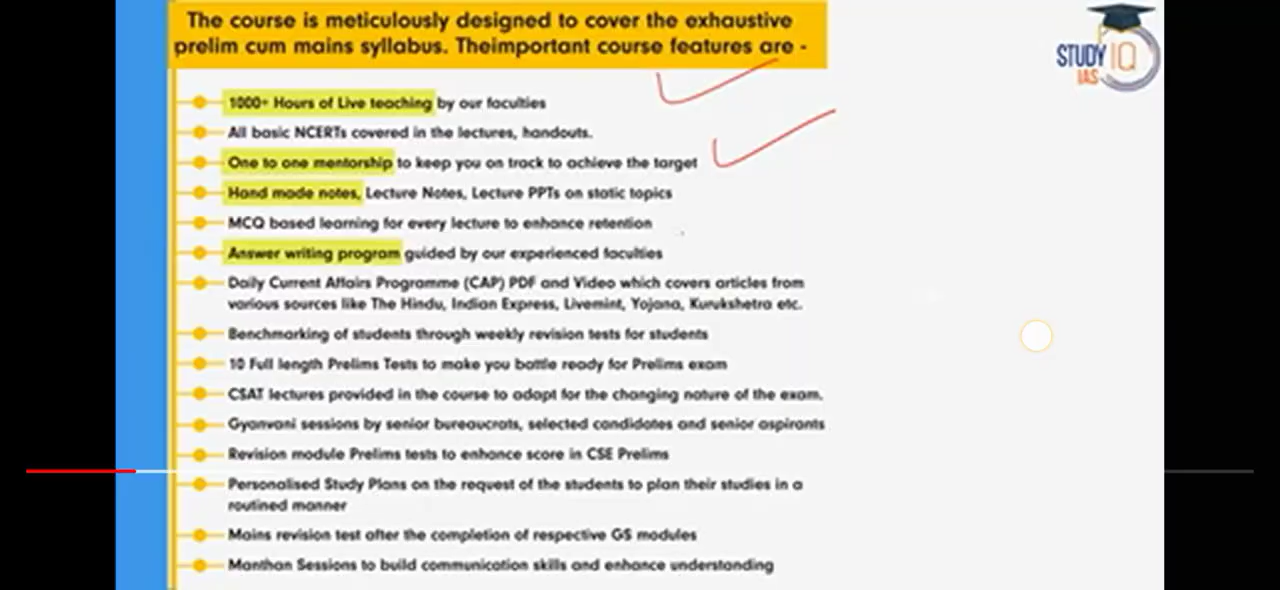 The course is meticulously designed to cover the exhaustive
prelim cum mains syllabus. Theimportant course features are -
STUDY IQ
IAS
1000+ Hours of Live teaching by our faculties
All basic NCERTs covered in the lectures, handouts.
One to one mentorship to keep you on track to achieve the target
Hand made notes, Lecture Notes, Lecture PPTs on static topics
MCQ based learning for every lecture to enhance retention
Answer writing program guided by our experienced faculties
Daily Current Affairs Programme (CAP) PDF and Video which covers articles from
various sources like The Hindu, Indian Express, Livemint, Yojana, Kurukshetra etc.
Benchmarking of students through weekly revision tests for students
10 Full length Prelims Tests to make you battle ready for Prelims exam
CSAT lectures provided in the course to adapt for the changing nature of the exam.
Gyanvani sessions by senior bureaucrats, selected candidates and senior aspirants
Revision module Prelims tests to enhance score in CSE Prelims
Personalised Study Plans on the request of the students to plan their studies in a
routined manner
Mains revision test after the completion of respective GS modules
Manthan Sessions to build communication skills and enhance understanding